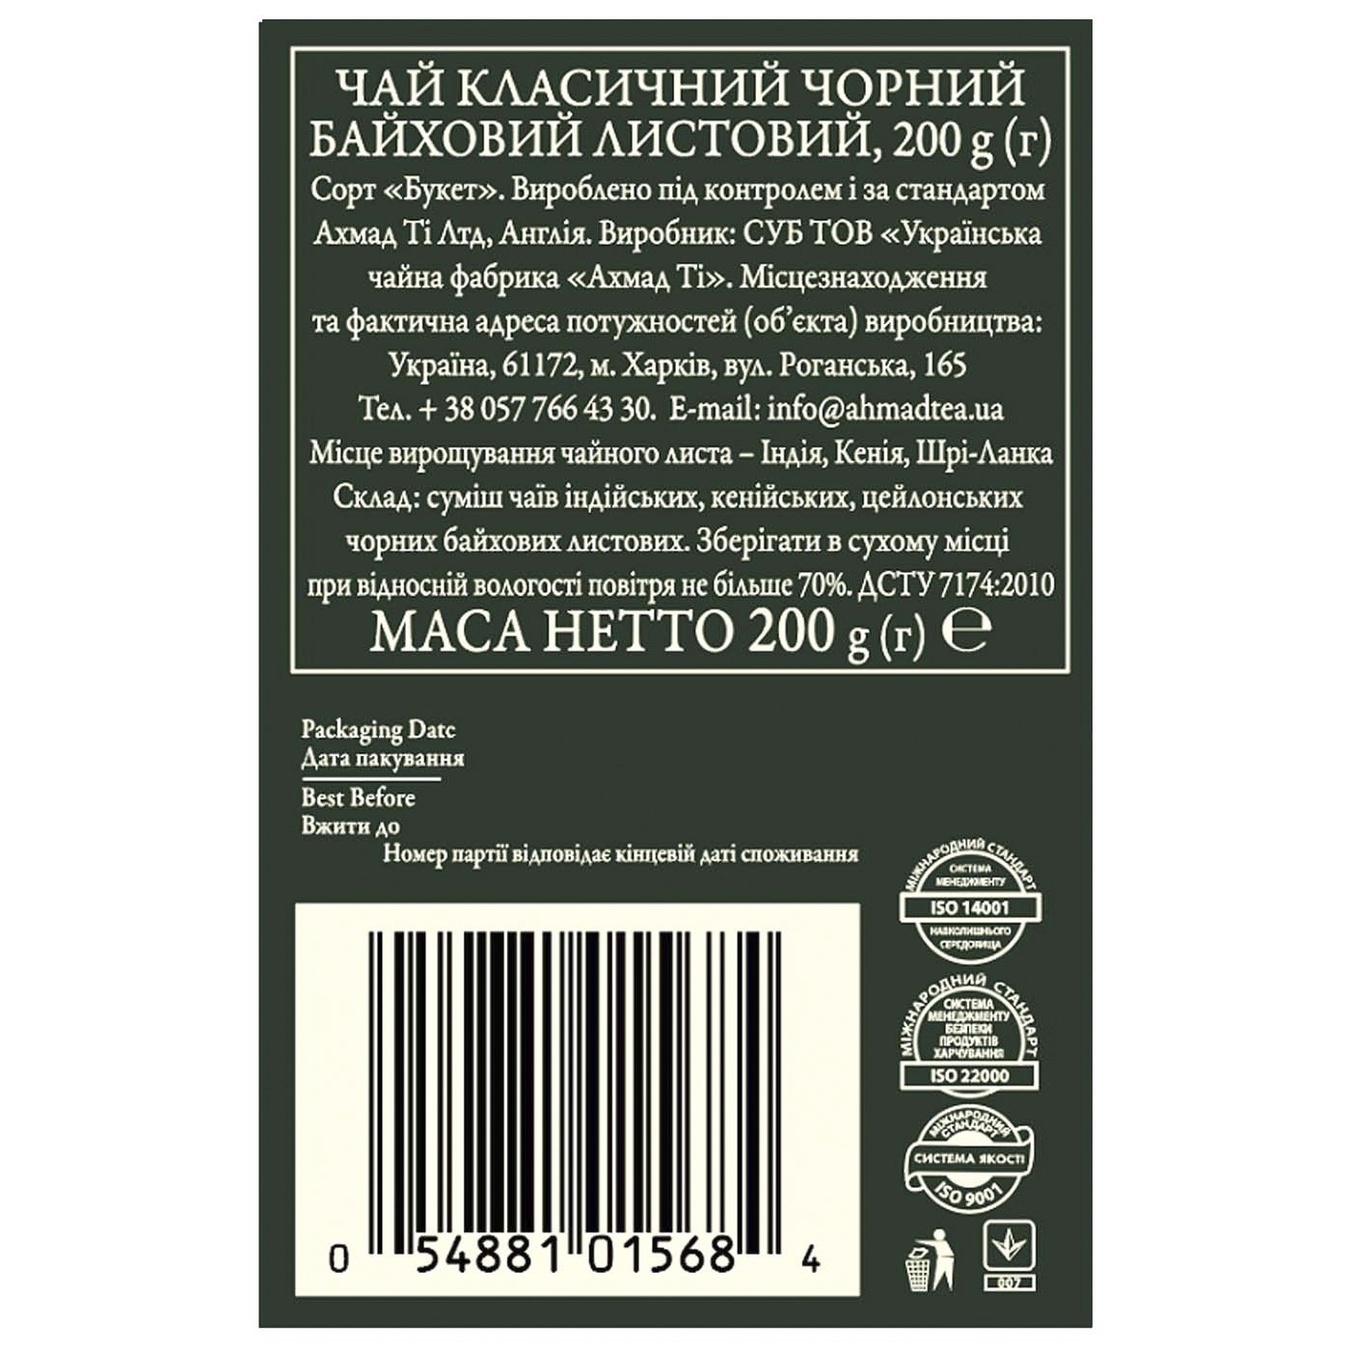 ЧАЙ КЛАСИЧНИЙ ЧОРНИЙ
БАЙХОВИЙ ЛИСТОВИЙ, 200 g (г)
Сорт «Букет». Вироблено під контролем і за стандартом
Ахмад Ті Лтд, Англія. Виробник: СУБ ТОВ «Українська
чайна фабрика «Ахмад Ті». Місцезнаходження
та фактична адреса потужностей (об’єкта) виробництва:
Україна, 61172, м. Харків, вул. Роганська, 165
Тел. + 38 057 766 43 30. E-mail: info@ahmadtea.ua
Місце вирощування чайного листа – Індія, Кенія, Шрі-Ланка
Склад: суміш чаїв індійських, кенійських, цейлонських
чорних байхових листових. Зберігати в сухому місці
при відносній вологості повітря не більше 70%. ДСТУ 7174:2010
МАСА НЕТТО 200 g (г) ℮
Packaging Date
Дата пакування
Best Before
Вжити до
Номер партії відповідає кінцевій даті споживання
МІЖНАРОДНИЙ СТАНДАРТ
СИСТЕМА
МЕНЕДЖМЕНТУ
ISO 14001
НАВКОЛИШНЬОГО
СЕРЕДОВИЩА
МІЖНАРОДНИЙ СТАНДАРТ
СИСТЕМА
МЕНЕДЖМЕНТУ
БЕЗПЕКИ
ПРОДУКТІВ
ХАРЧУВАННЯ
ISO 22000
МІЖНАРОДНИЙ
СТАНДАРТ
СИСТЕМА ЯКОСТІ
ISO 9001
007
0 54881 01568 4